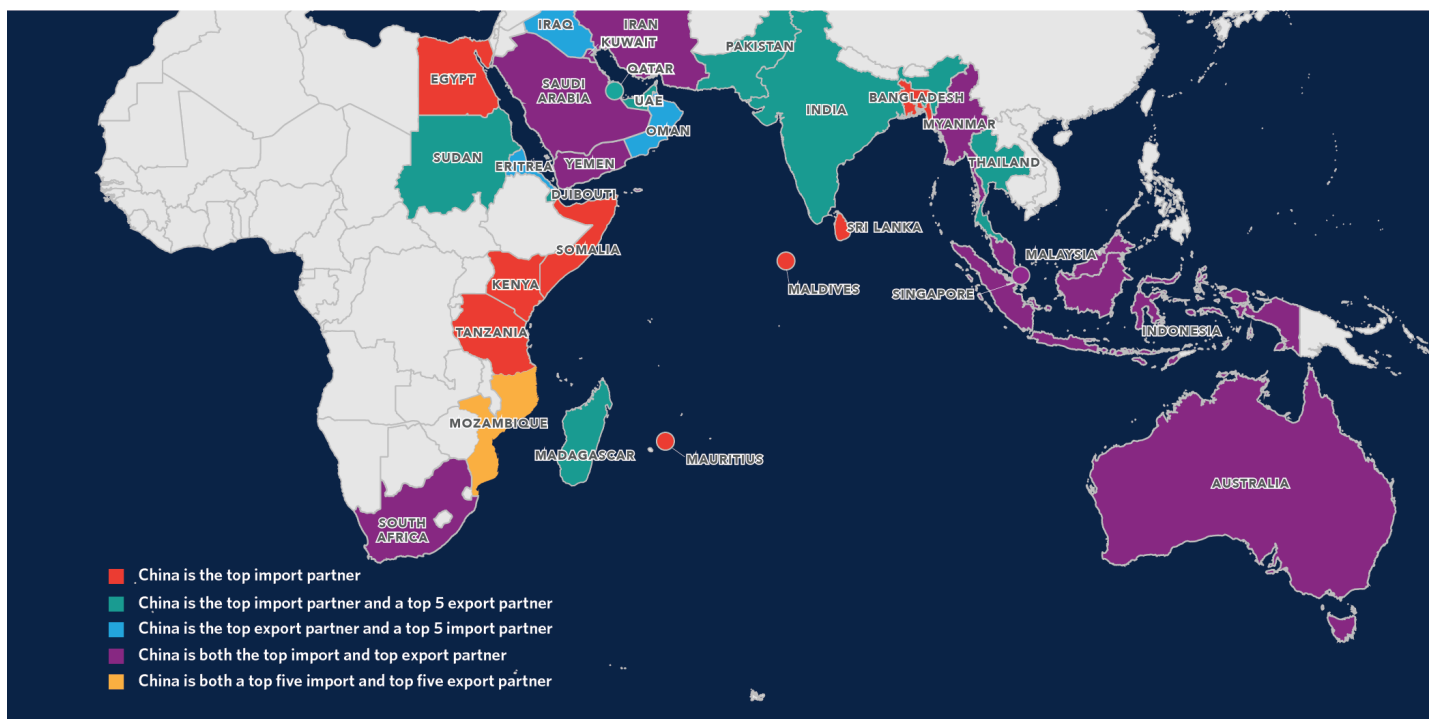 IRAQ
IRAN
KUWAIT
PAKISTAN
QATAR
EGYPT
SAUDI
ARABIA
UAE
BANGLADESH
INDIA
MYANMAR
OMAN
SUDAN
ERITREA
YEMEN
THAILAND
DJIBOUTI
SRI LANKA
SOMALIA
MALAYSIA
KENYA
MALDIVES
SINGAPORE
TANZANIA
INDONESIA
MOZAMBIQUE
MADAGASCAR
MAURITIUS
AUSTRALIA
SOUTH
AFRICA
China is the top import partner
China is the top import partner and a top 5 export partner
China is the top export partner and a top 5 import partner
China is both the top import and top export partner
China is both a top five import and top five export partner